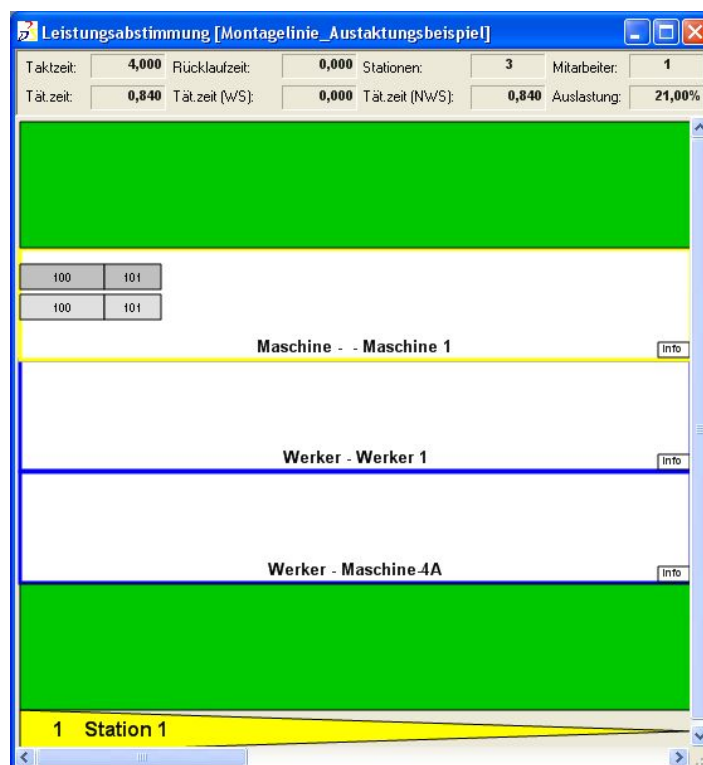 Leistungsabstimmung [Montagelinie_Austaktungsbeispiel]
Taktzeit: 4,000 Rücklaufzeit: 0,000 Stationen: 3 Mitarbeiter: 1
Tät.zeit: 0,840 Tät.zeit (WS): 0,000 Tät.zeit (NWS): 0,840 Auslastung: 21,00%
100 101
100 101
Maschine - - Maschine 1 Info
Werker - Werker 1 Info
Werker - Maschine-4A Info
1 Station 1